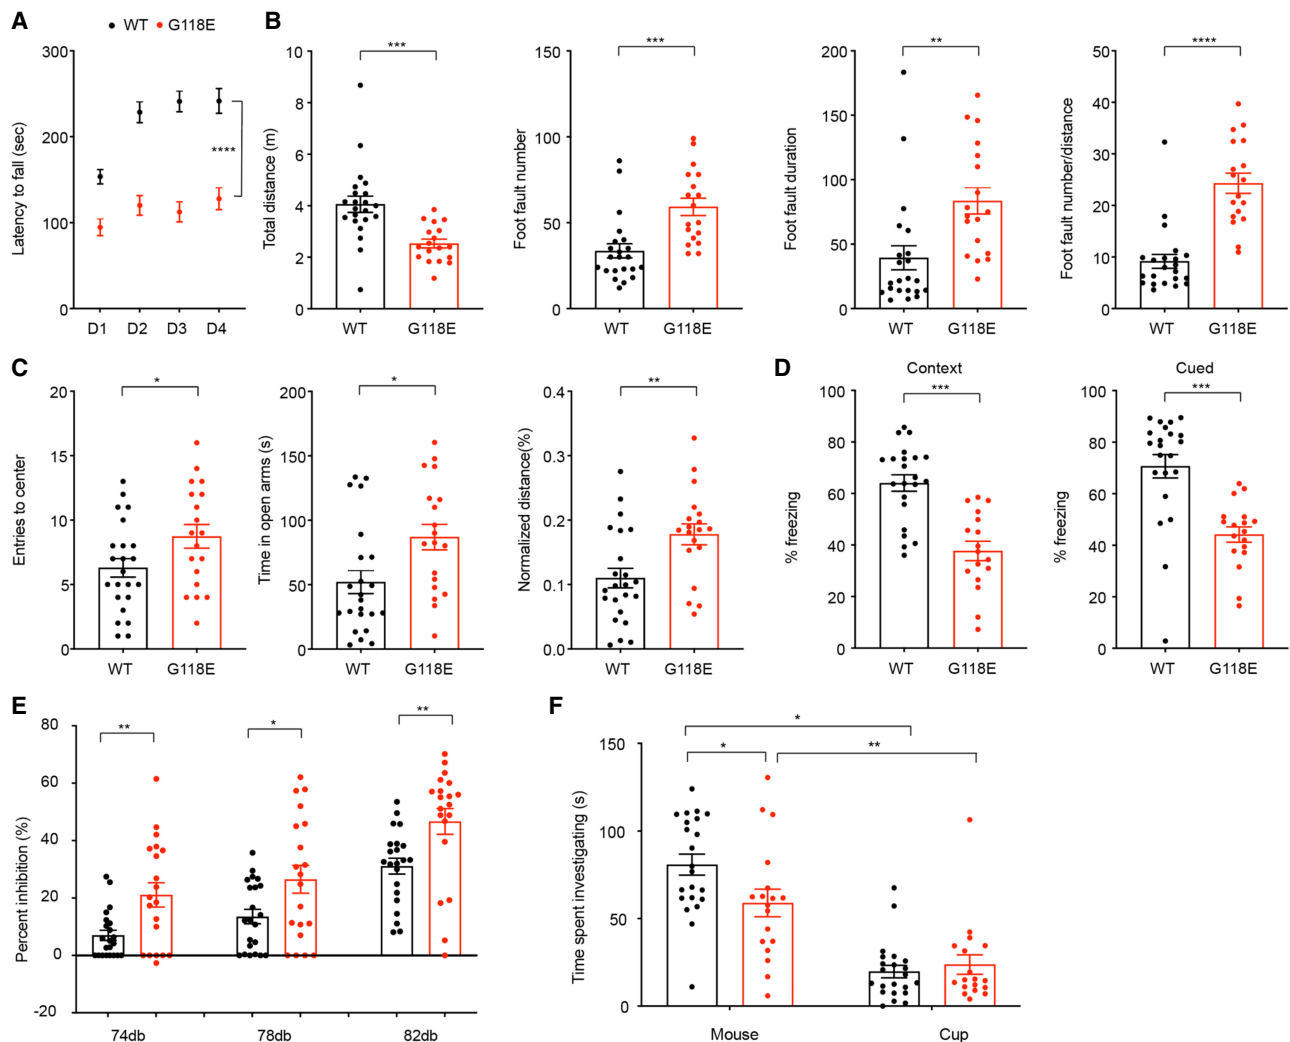 A
WT
G118E
Latency to fall (sec)
300
200
100
0
D1 D2 D3 D4
****
B
Total distance (m)
10
8
6
4
2
0
WT G118E
***
Foot fault number
150
100
50
0
WT G118E
***
Foot fault duration
200
150
100
50
0
WT G118E
**
Foot fault number/distance
50
40
30
20
10
0
WT G118E
****
C
Entries to center
20
15
10
5
0
WT G118E
*
Time in open arms (s)
200
150
100
50
0
WT G118E
*
Normalized distance(%)
0.4
0.3
0.2
0.1
0.0
WT G118E
**
D
Context
% freezing
100
80
60
40
20
0
WT G118E
***
Cued
% freezing
100
80
60
40
20
0
WT G118E
***
E
Percent inhibition (%)
80
60
40
20
0
-20
74db 78db 82db
**
*
**
F
Time spent investigating (s)
150
100
50
0
Mouse Cup
*
*
**